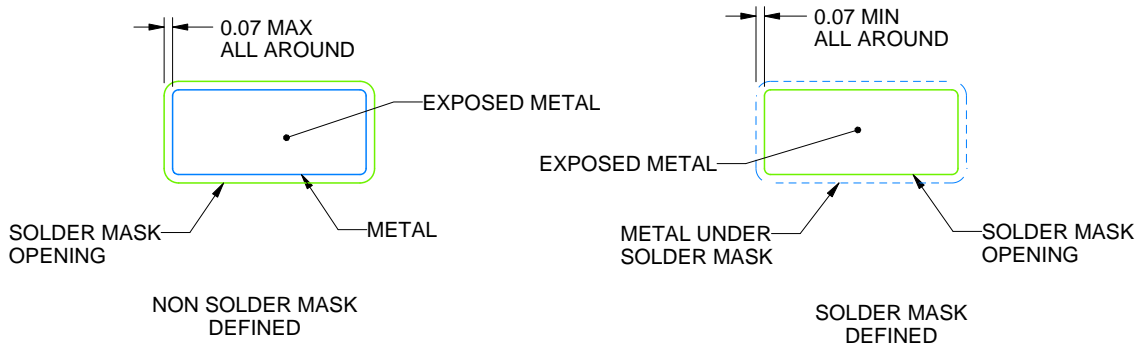 0.07 MAX
ALL AROUND
EXPOSED METAL
SOLDER MASK
OPENING
METAL
NON SOLDER MASK
DEFINED
0.07 MIN
ALL AROUND
EXPOSED METAL
METAL UNDER
SOLDER MASK
SOLDER MASK
OPENING
SOLDER MASK
DEFINED